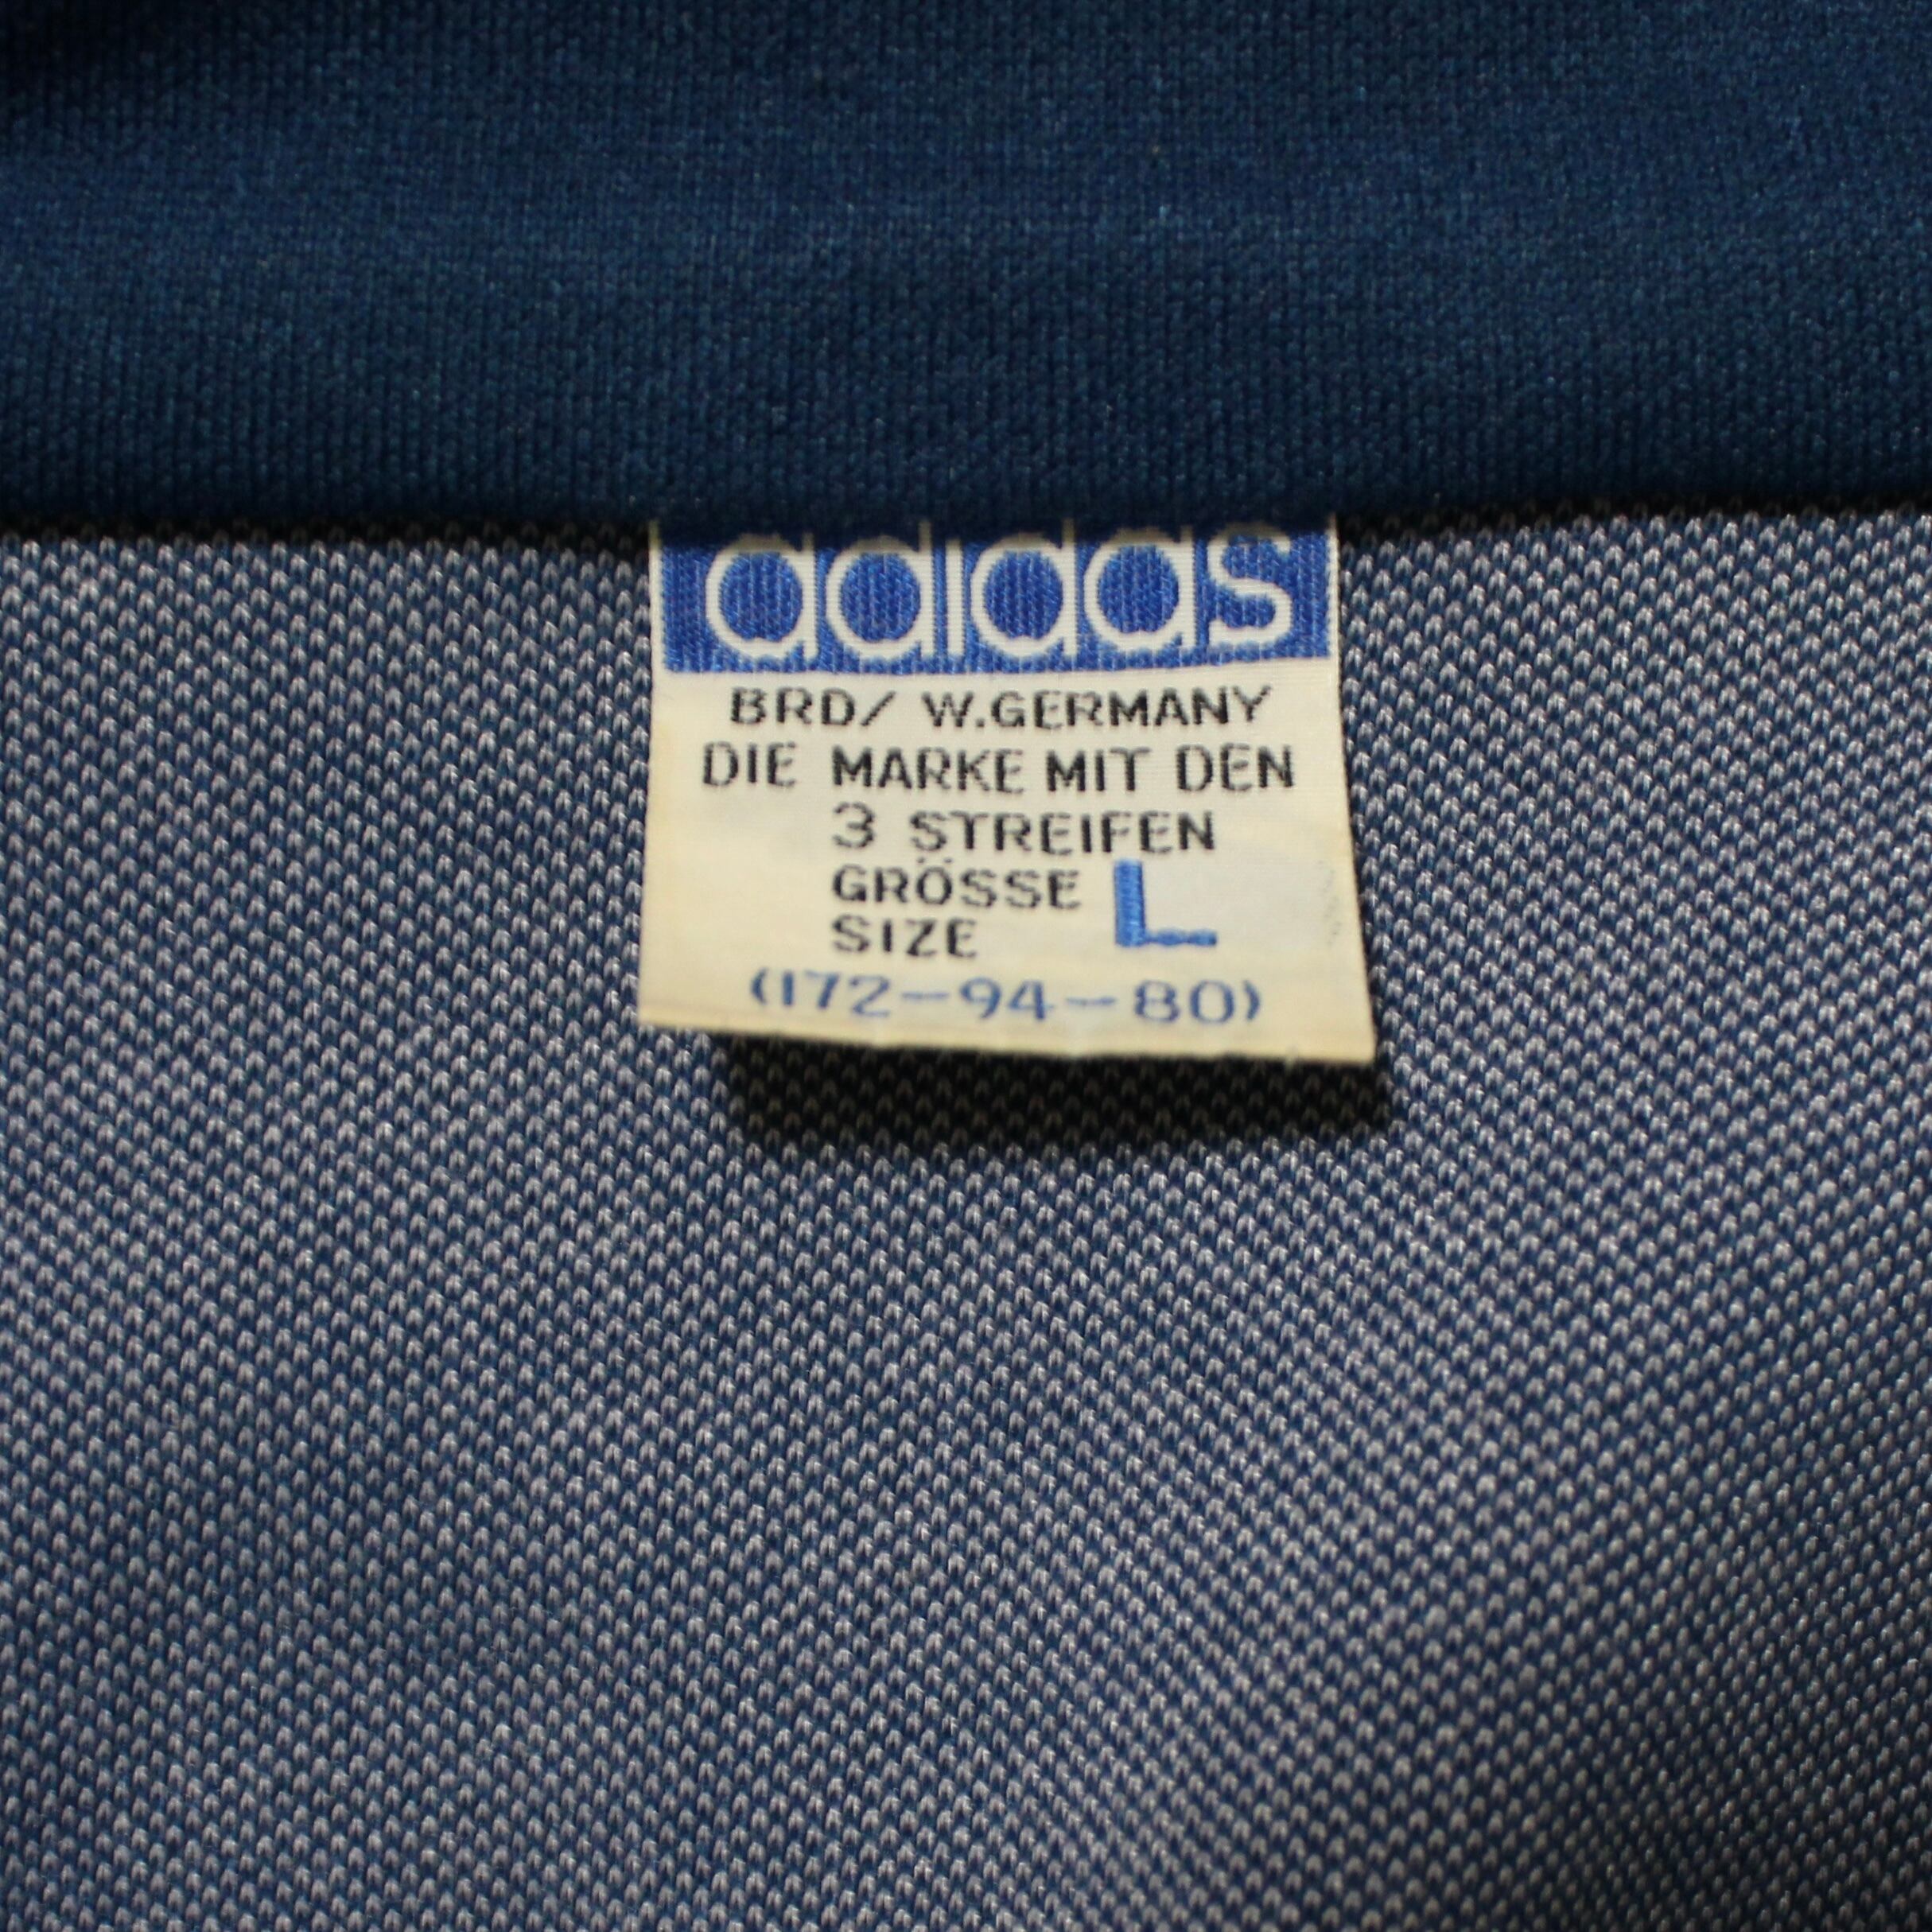 adidas
BRD/ W.GERMANY
DIE MARKE MIT DEN
3 STREIFEN
GRÖSSE L
SIZE
(172-94-80)